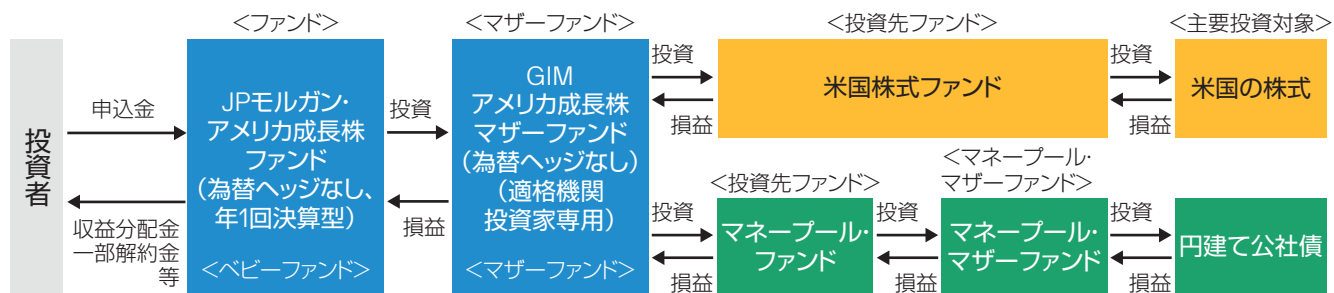 <ファンド>
<マザーファンド>
<投資先ファンド>
<主要投資対象>
投資者
申込金
収益分配金
一部解約金
等
JPモルガン・
アメリカ成長株
ファンド
(為替ヘッジなし、
年1回決算型)
<ベビーファンド>
投資
損益
GIM
アメリカ成長株
マザーファンド
(為替ヘッジなし)
(適格機関
投資家専用)
<マザーファンド>
投資
損益
米国株式ファンド
投資
損益
米国の株式
<投資先ファンド>
<マネープール・
マザーファンド>
投資
損益
マネープール・
ファンド
投資
損益
マネープール・
マザーファンド
投資
損益
円建て公社債